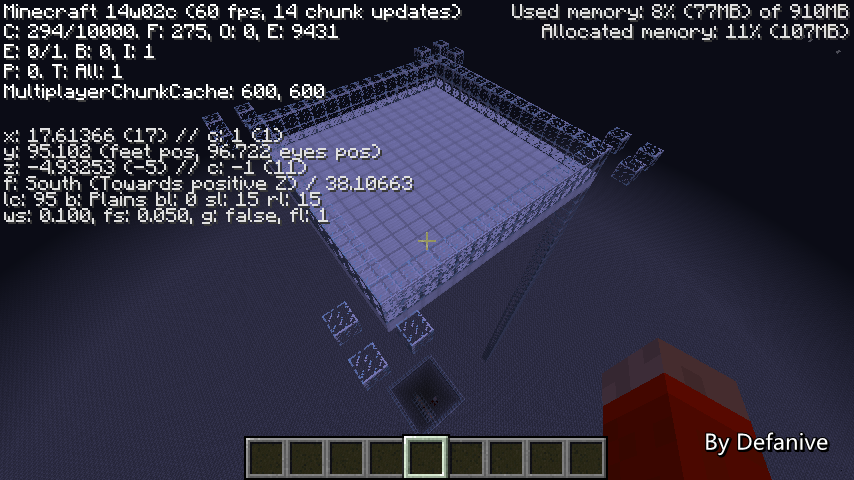 Minecraft 14w02c (60 fps, 14 chunk updates)
C: 294/10000. F: 275, O: 0, E: 9431
E: 0/1. B: 0, I: 1
P: 0. T: All: 1
MultiplayerChunkCache: 600, 600
x: 17.61366 (17) // c: 1 (1)
y: 95.102 (feet pos, 96.722 eyes pos)
z: -4.93253 (-5) // c: -1 (11)
f: South (Towards positive Z) / 38.10663
lc: 95 b: Plains bl: 0 sl: 15 rl: 15
ws: 0.100, fs: 0.050, g: false, fl: 1
Used memory: 8% (77MB) of 910MB
Allocated memory: 11% (107MB)
By Defanive